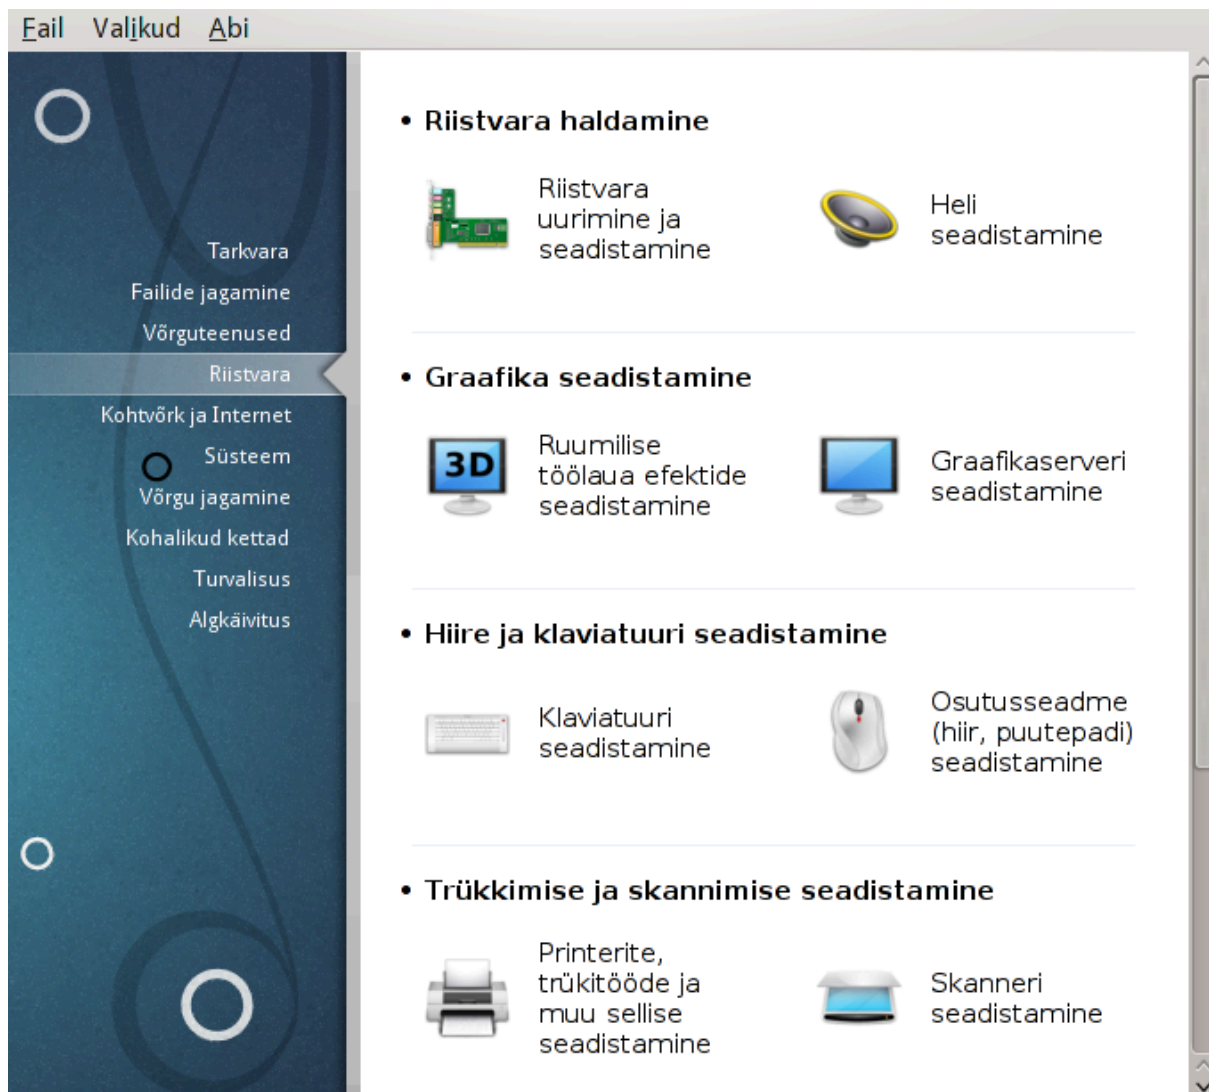 Fail Valikud Abi
Tarkvara
Failide jagamine
Võrguteenused
Riistvara
Kohtvõrk ja Internet
Süsteem
Võrgu jagamine
Kohalikud kettad
Turvalisus
Algkäivitus
• Riistvara haldamine
Riistvara
uurimine ja
seadistamine
Heli
seadistamine
• Graafika seadistamine
3D
Ruumilise
töölaua efektide
seadistamine
Graafikaserveri
seadistamine
• Hiire ja klaviatuuri seadistamine
Klaviatuuri
seadistamine
Osutusseadme
(hiir, puutepadi)
seadistamine
• Trükkimise ja skannimise seadistamine
Printerite,
trükitööde ja
muu sellise
seadistamine
Skanneri
seadistamine